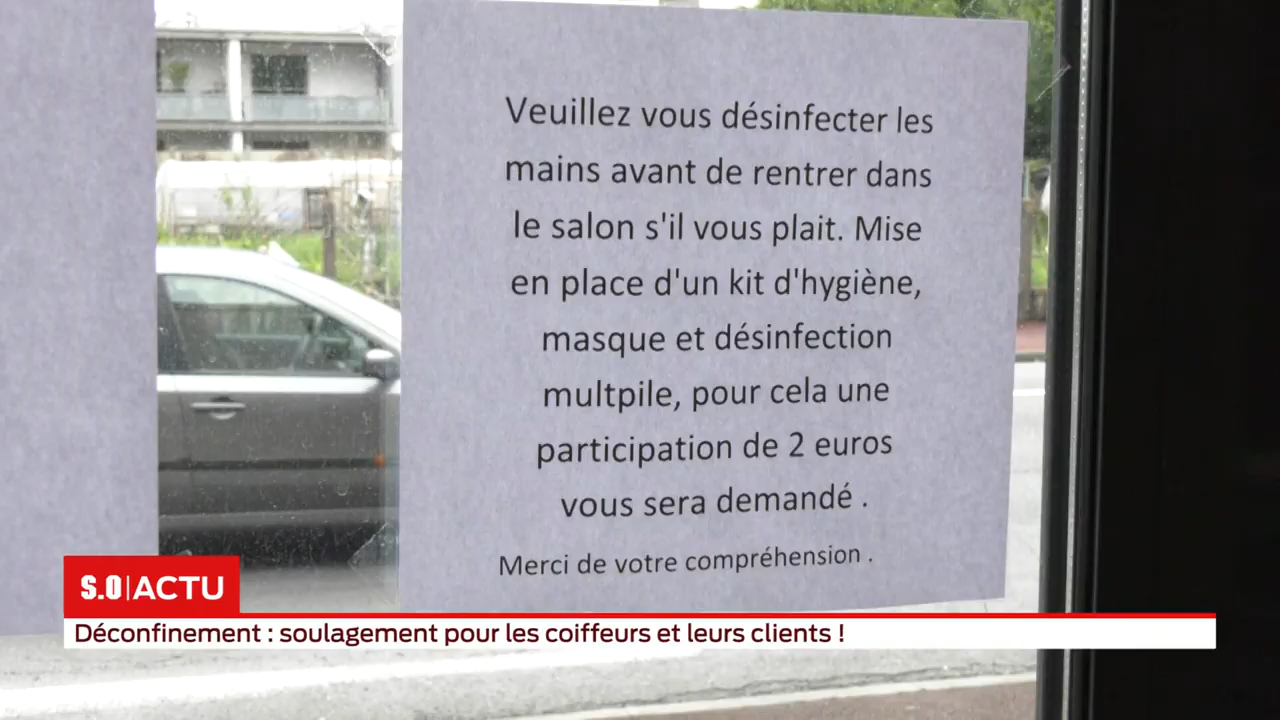 Veuillez vous désinfecter les
mains avant de rentrer dans
le salon s'il vous plait. Mise
en place d'un kit d'hygiène,
masque et désinfection
multpile, pour cela une
participation de 2 euros
vous sera demandé .
Merci de votre compréhension .
S.O|ACTU
Déconfinement : soulagement pour les coiffeurs et leurs clients !